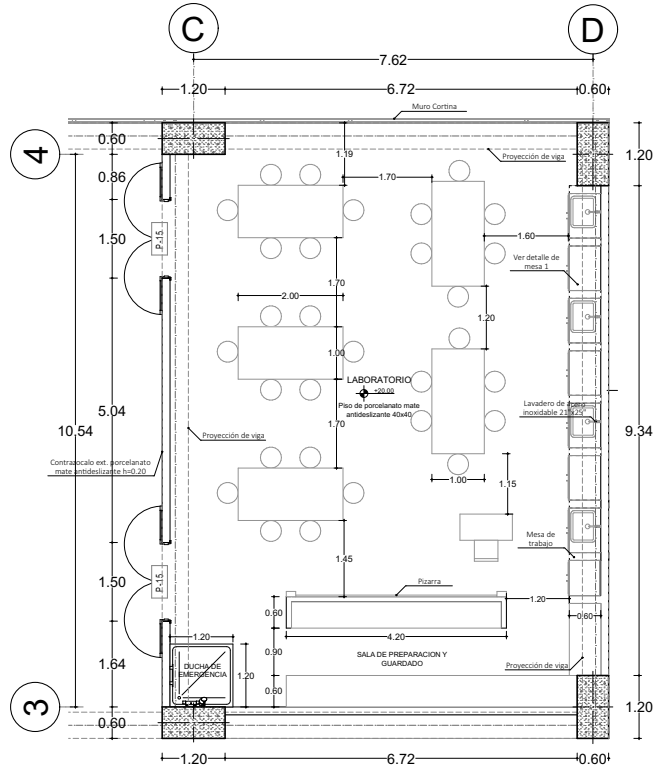 C
D
7.62
1.20
6.72
0.60
Muro Cortina
4
0.60
1.19
Proyección de viga
1.20
0.86
1.70
1.50
P-15
1.60
Ver detalle de
mesa 1
1.70
2.00
1.20
1.00
LABORATORIO
+20.00
Piso de porcelanato mate
antideslizante 40x40
5.04
10.54
Lavadero de acero
inoxidable 21"x25"
9.34
Proyección de viga
1.70
Contrazocalo ext. porcelanato
mate antideslizante h=0.20
1.00
1.15
1.45
Mesa de
trabajo
1.50
P-15
Pizarra
1.20
0.60
0.60
4.20
1.20
1.64
0.90
SALA DE PREPARACION Y
GUARDADO
DUCHA DE
EMERGENCIA
1.20
Proyección de viga
0.60
3
1.20
0.60
1.20
6.72
0.60